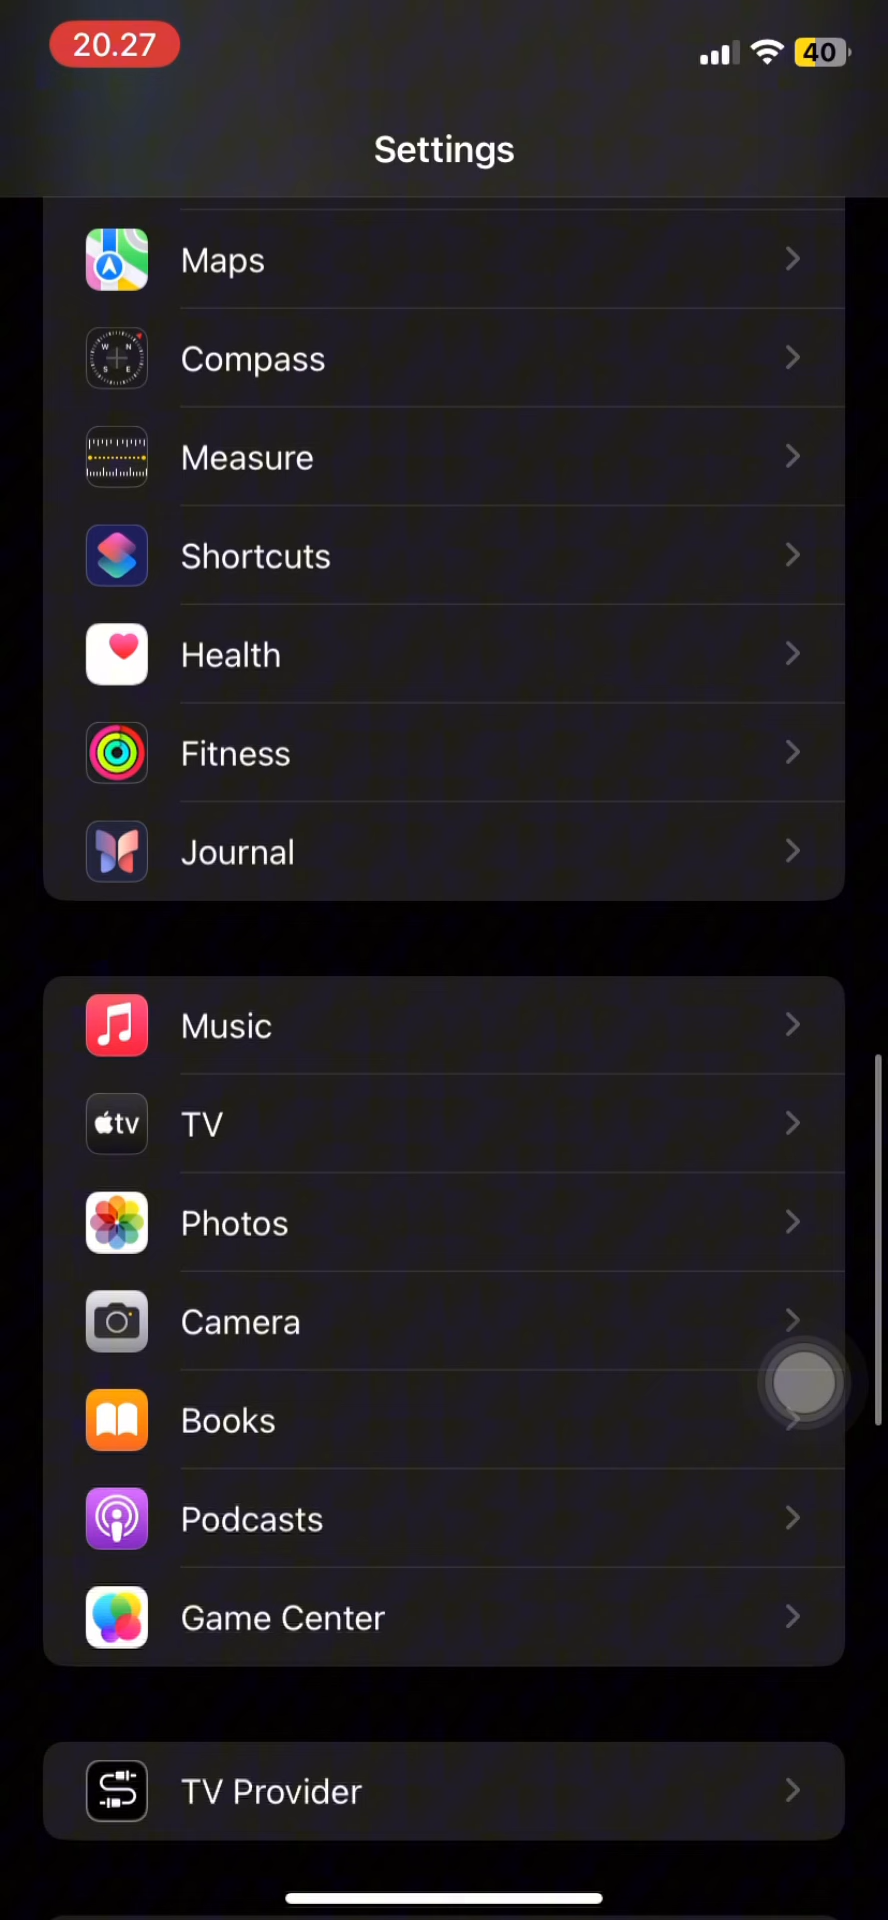 20.27
40
Settings
Maps
W N
S E
Compass
Measure
Shortcuts
Health
Fitness
Journal
Music
tv
TV
Photos
Camera
Books
Podcasts
Game Center
TV Provider